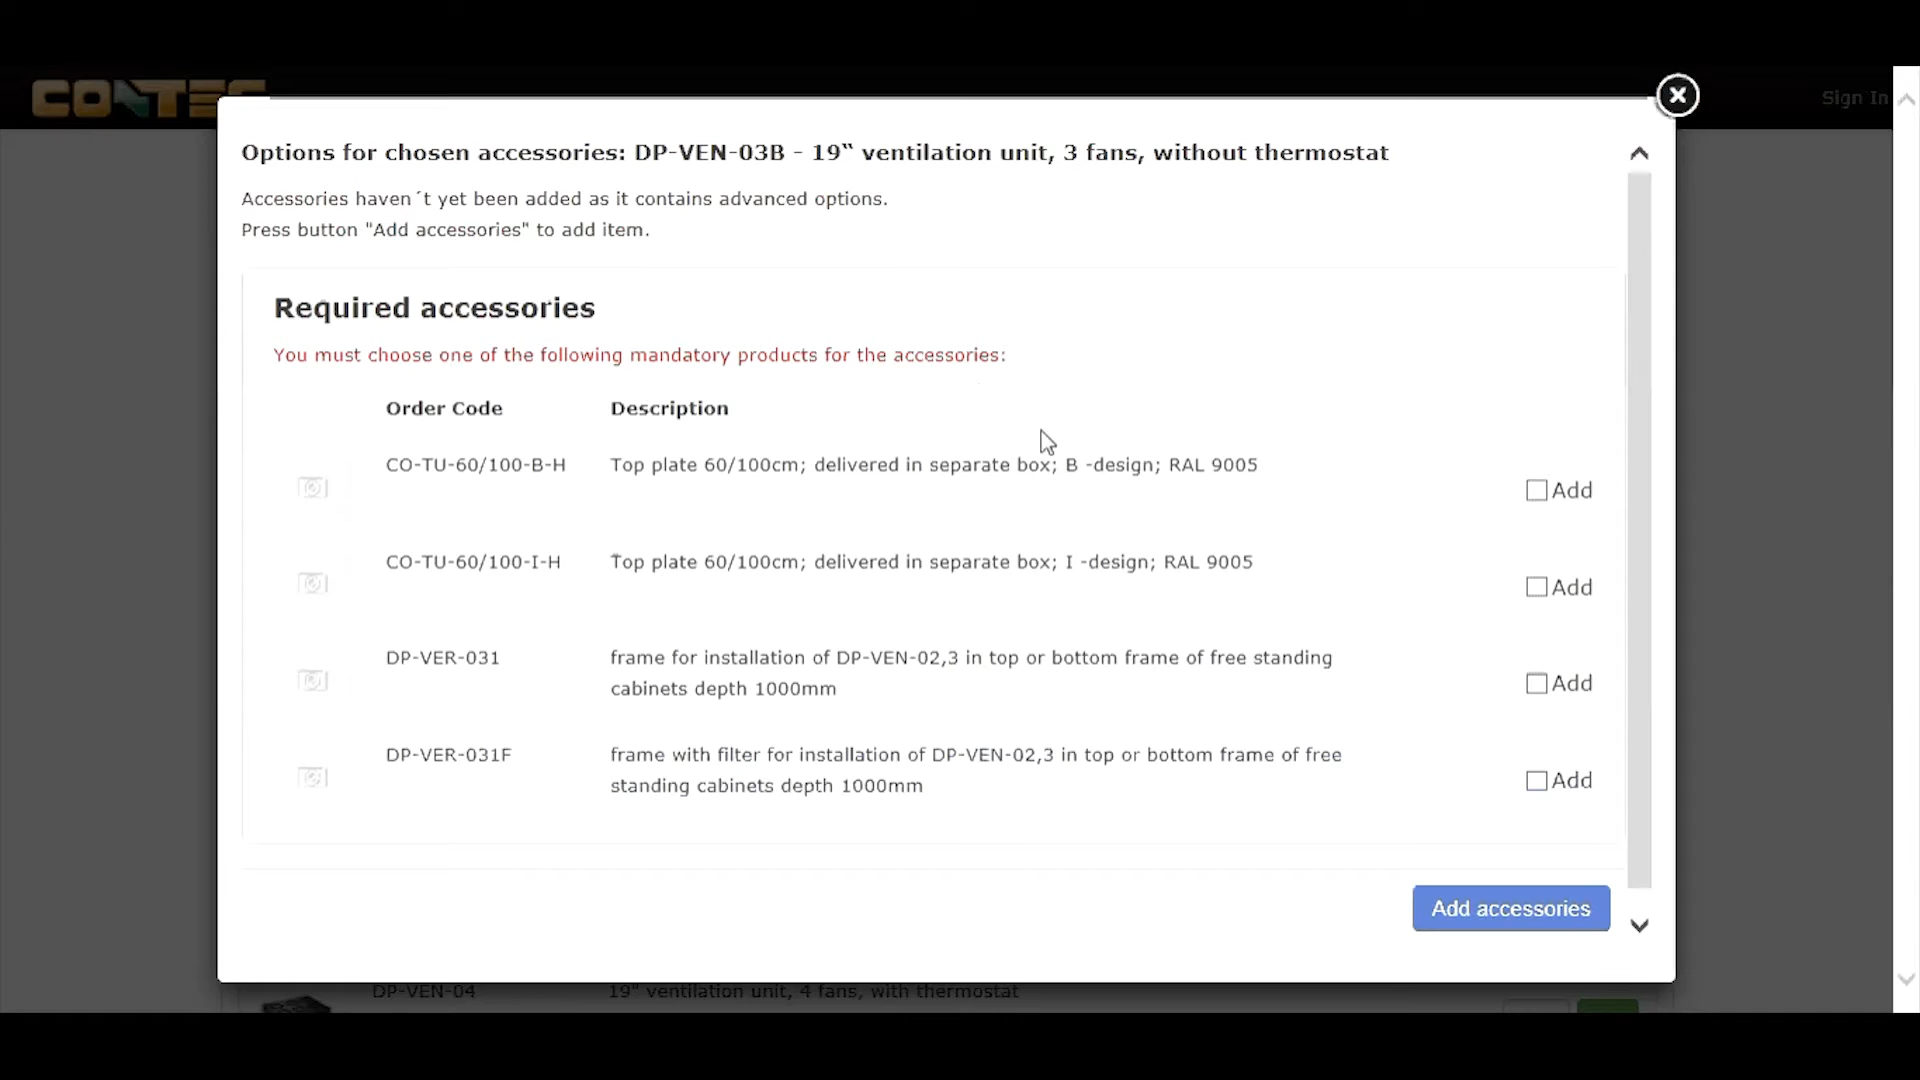 CONTEG
Sign In
Options for chosen accessories: DP-VEN-03B - 19“ ventilation unit, 3 fans, without thermostat
Accessories haven´t yet been added as it contains advanced options.
Press button "Add accessories" to add item.
Required accessories
You must choose one of the following mandatory products for the accessories:
Order Code Description
CO-TU-60/100-B-H Top plate 60/100cm; delivered in separate box; B -design; RAL 9005
Add
CO-TU-60/100-I-H Top plate 60/100cm; delivered in separate box; I -design; RAL 9005
Add
DP-VER-031 frame for installation of DP-VEN-02,3 in top or bottom frame of free standing
cabinets depth 1000mm
Add
DP-VER-031F frame with filter for installation of DP-VEN-02,3 in top or bottom frame of free
standing cabinets depth 1000mm
Add
Add accessories
DP-VEN-04 19" ventilation unit, 4 fans, with thermostat